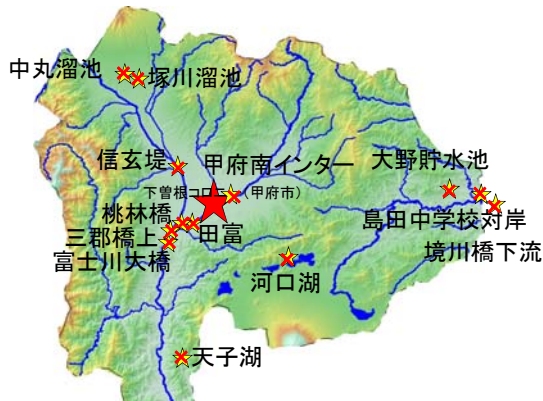 中丸溜池
塚川溜池
信玄堤
甲府南インター
大野貯水池
下曽根コロニー(甲府市)
桃林橋
三郡橋上
田富
島田中学校対岸
富士川大橋
境川橋下流
河口湖
天子湖